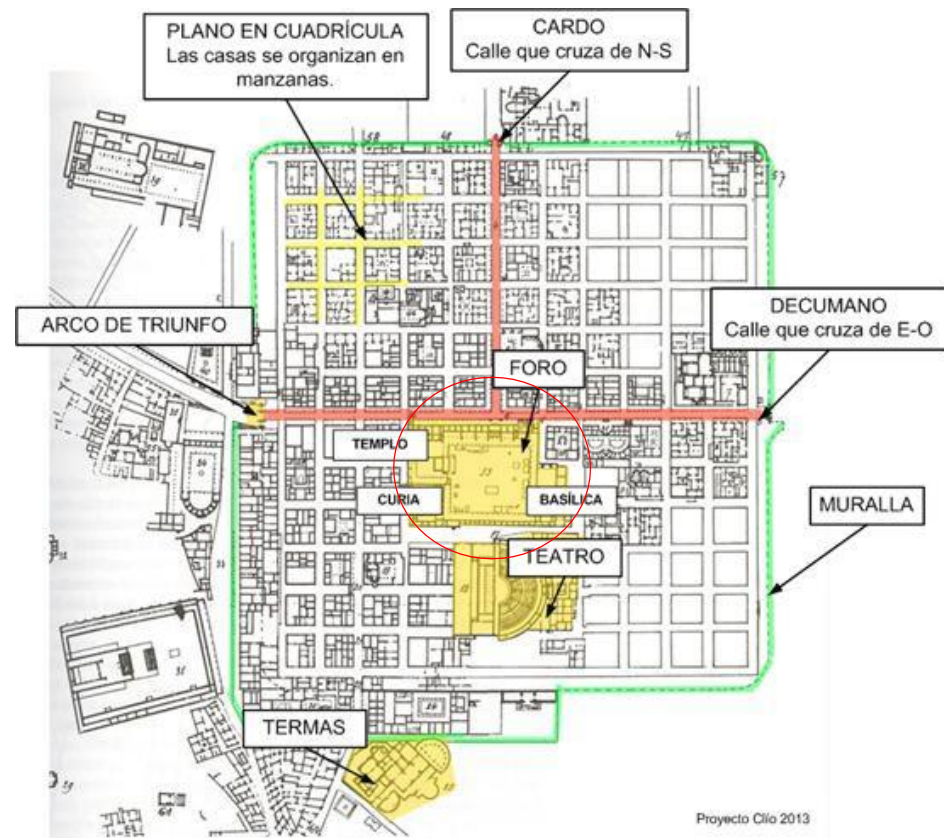 PLANO EN CUADRÍCULA
Las casas se organizan en
manzanas.
CARDO
Calle que cruza de N-S
ARCO DE TRIUNFO
DECUMANO
Calle que cruza de E-O
FORO
TEMPLO
CURIA
BASÍLICA
MURALLA
TEATRO
TERMAS
Proyecto Clío 2013